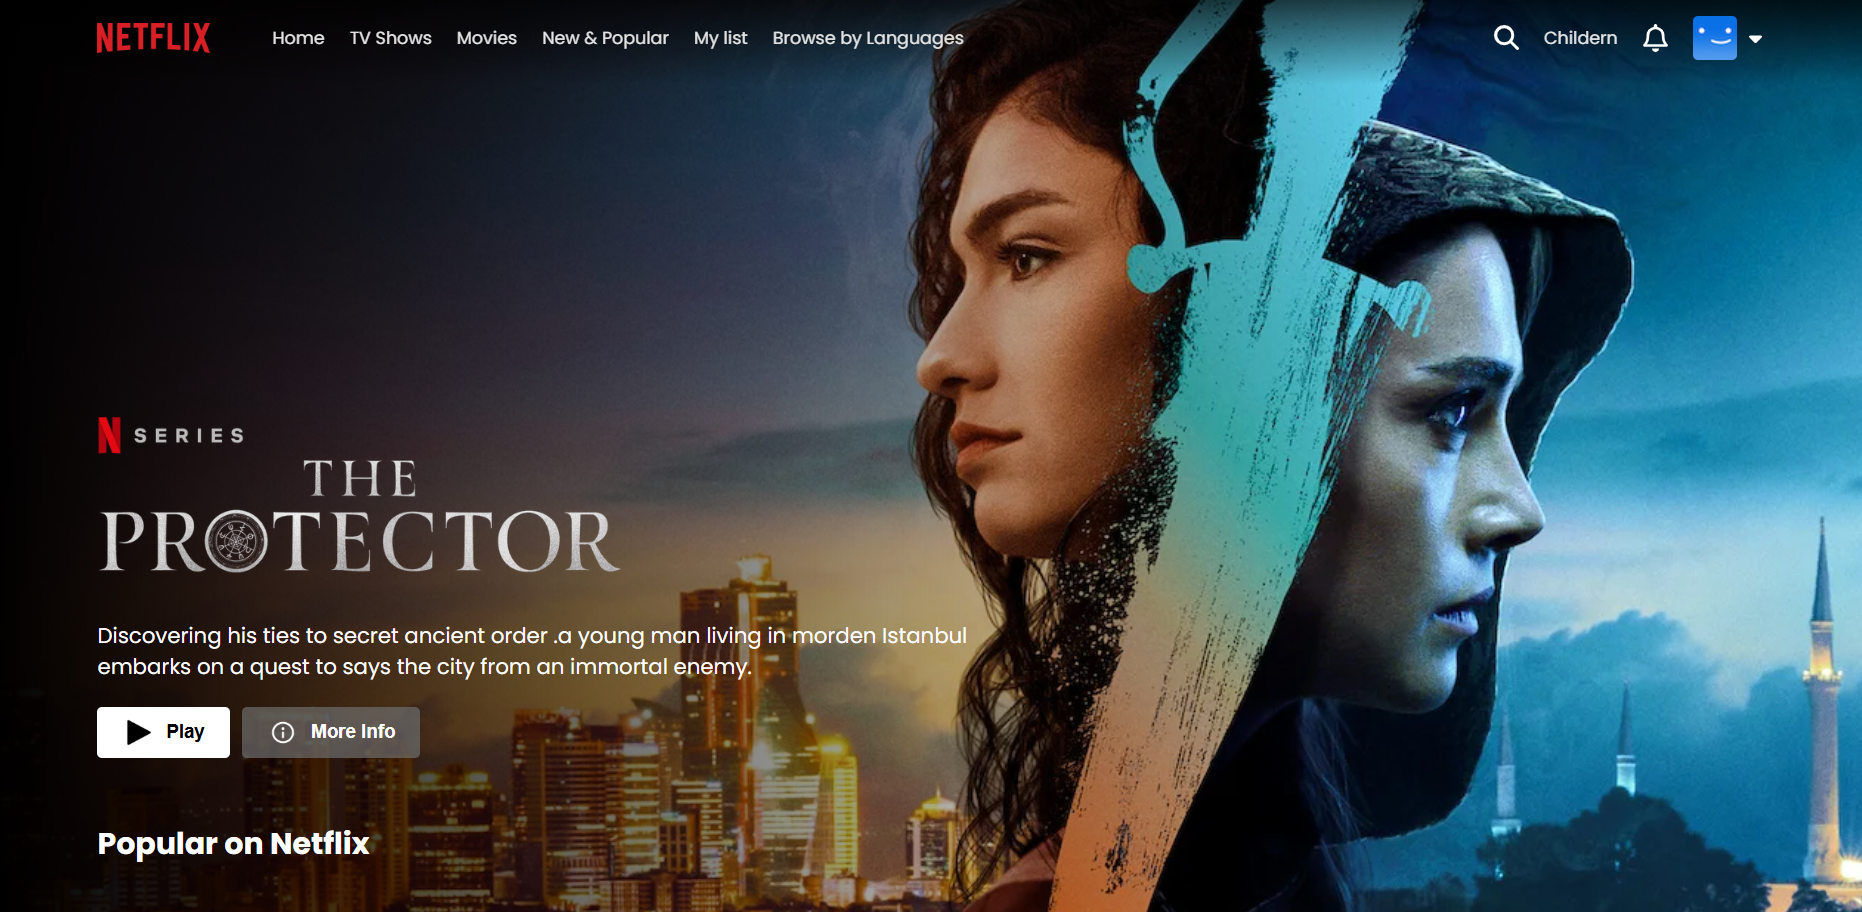 NETFLIX
Home TV Shows Movies New & Popular My list Browse by Languages Childern
N SERIES
THE
PROTECTOR
Discovering his ties to secret ancient order .a young man living in morden Istanbul
embarks on a quest to says the city from an immortal enemy.
Play More Info
Popular on Netflix